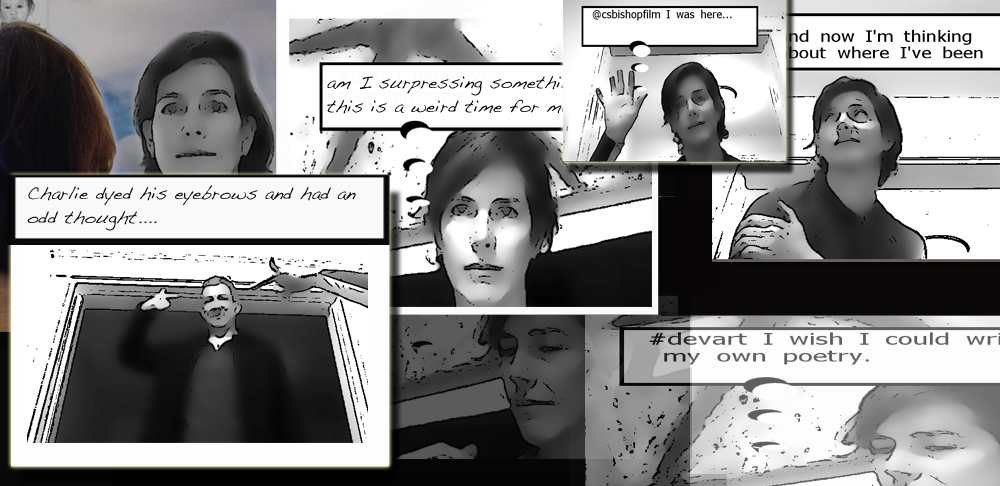 @csbishopfilm I was here...
nd now I'm thinking
bout where I've been
am I surpressing somethi
this is a weird time for m
Charlie dyed his eyebrows and had an
odd thought....
#devart I wish I could wri
my own poetry.